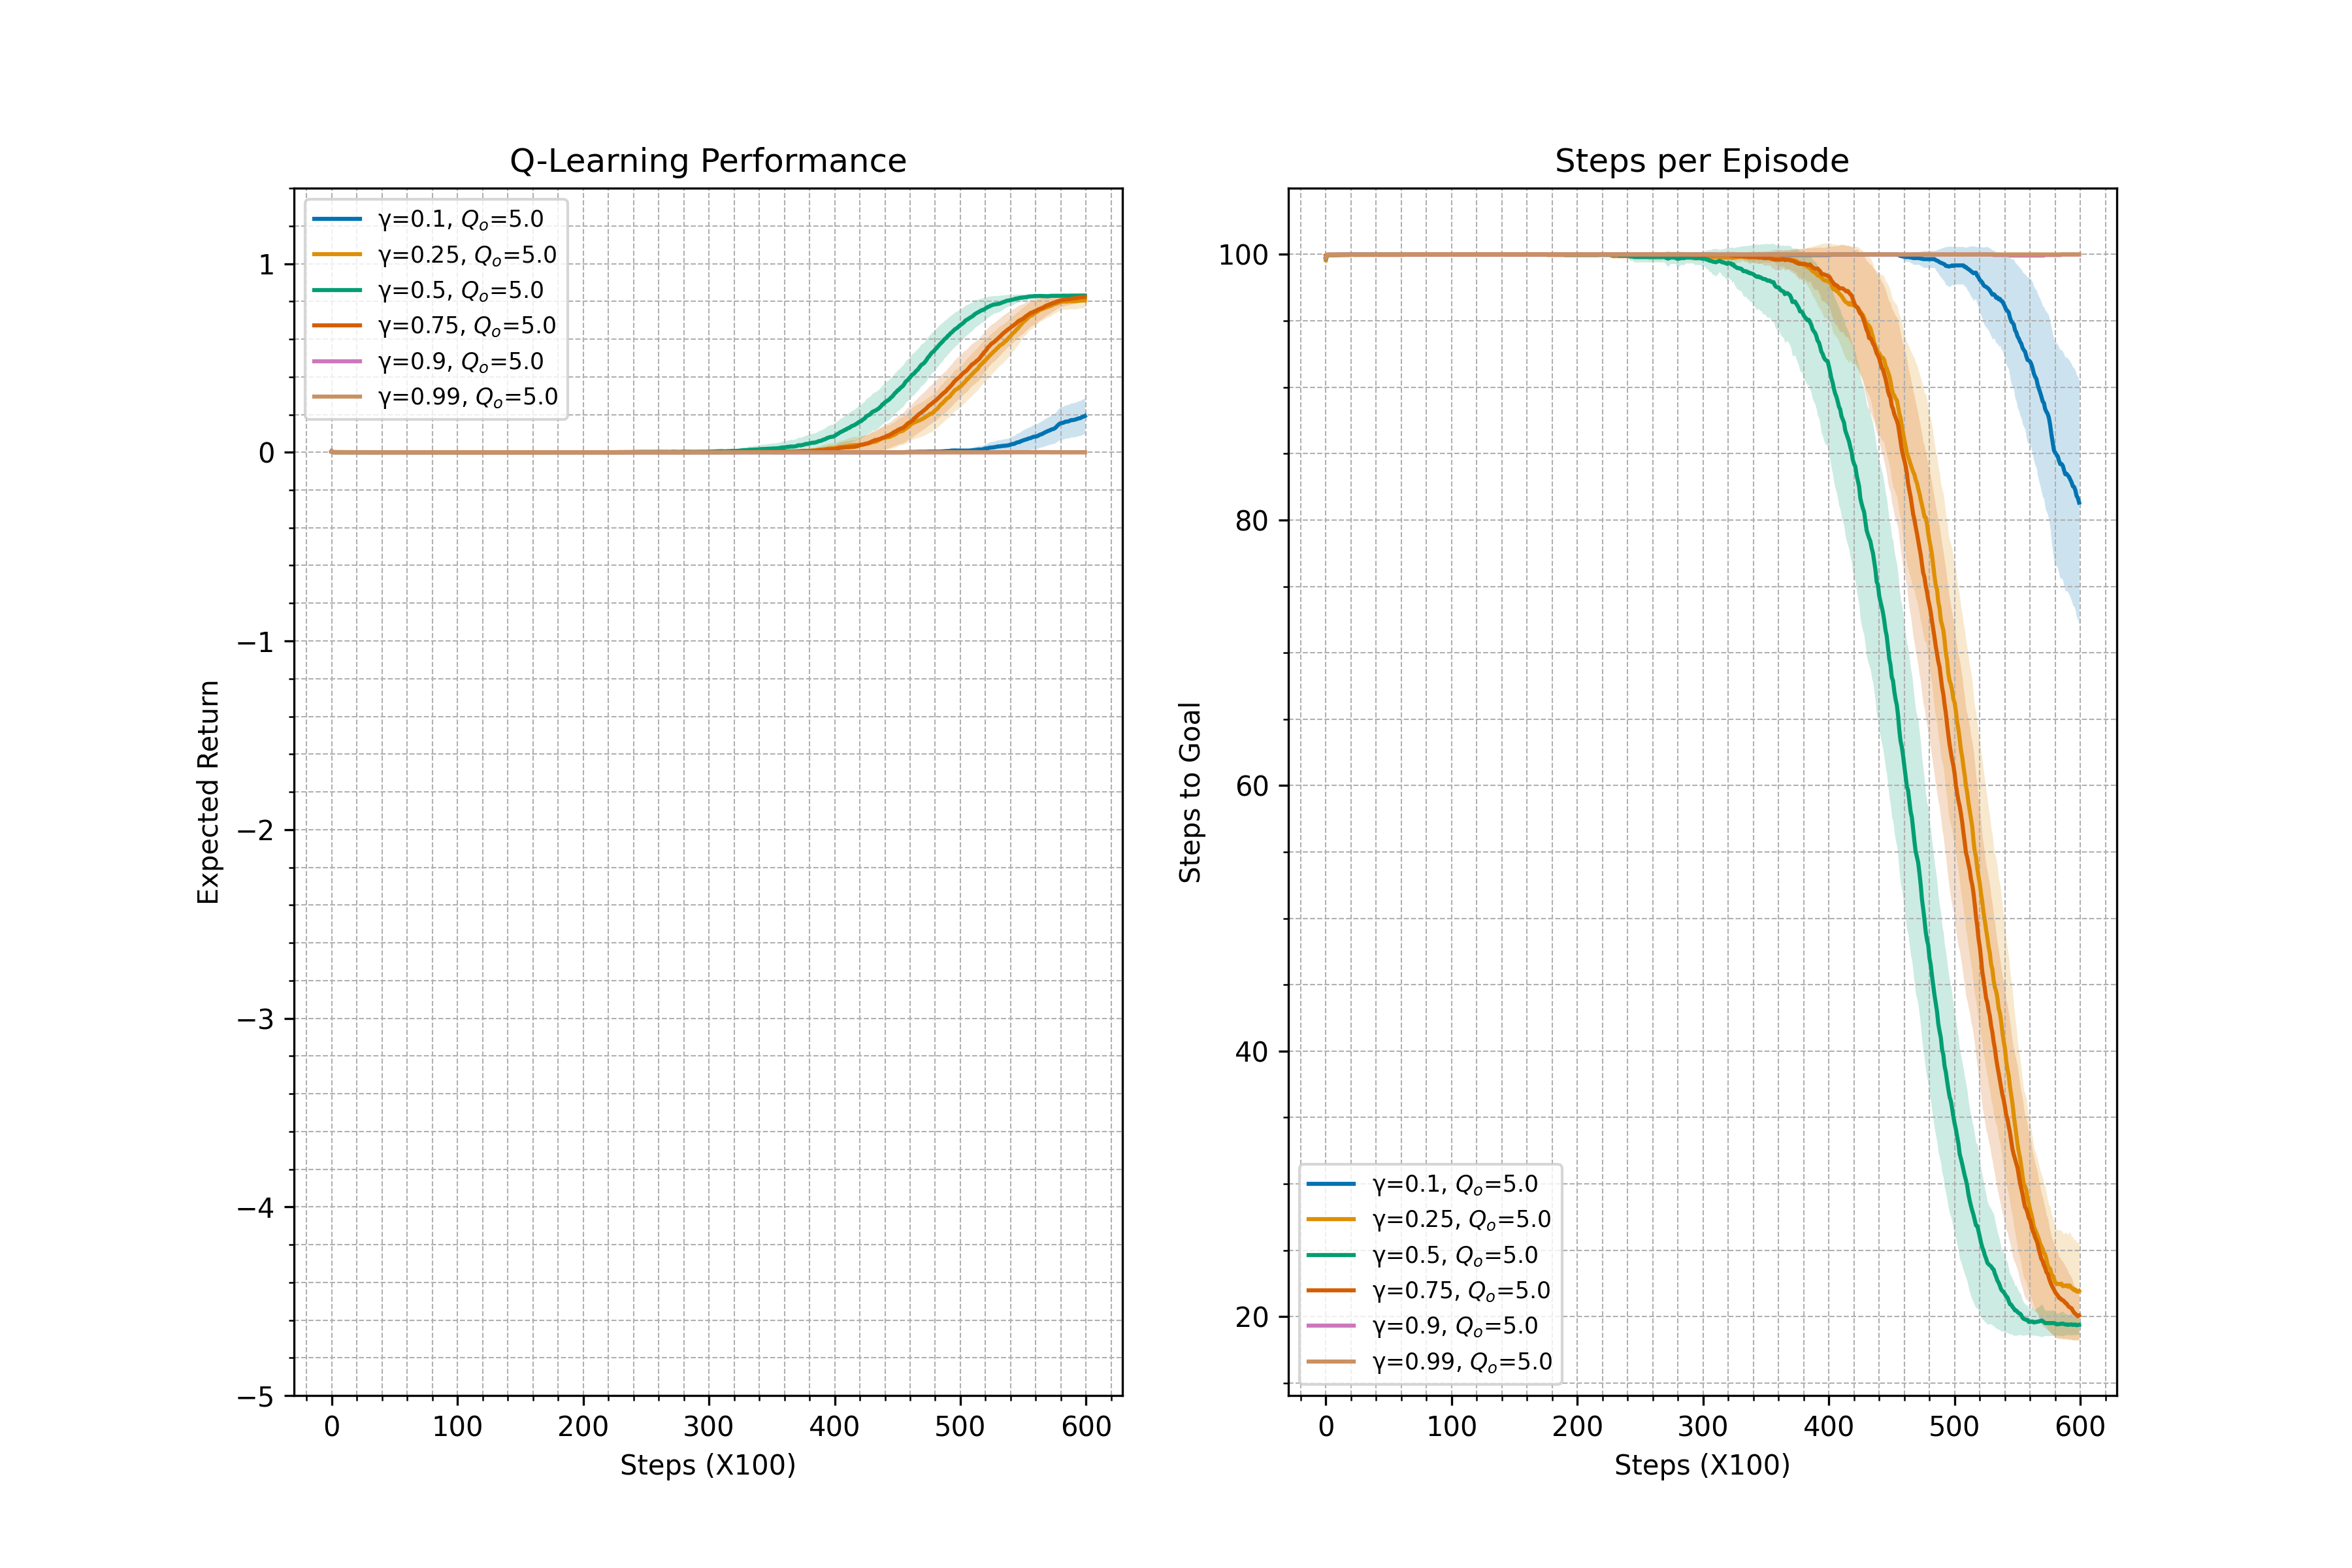 Q-Learning Performance
γ=0.1, Qₒ=5.0
γ=0.25, Qₒ=5.0
γ=0.5, Qₒ=5.0
γ=0.75, Qₒ=5.0
γ=0.9, Qₒ=5.0
γ=0.99, Qₒ=5.0
1
0
−1
−2
−3
−4
−5
Expected Return
0 100 200 300 400 500 600
Steps (X100)
Steps per Episode
100
80
60
40
20
Steps to Goal
γ=0.1, Qₒ=5.0
γ=0.25, Qₒ=5.0
γ=0.5, Qₒ=5.0
γ=0.75, Qₒ=5.0
γ=0.9, Qₒ=5.0
γ=0.99, Qₒ=5.0
0 100 200 300 400 500 600
Steps (X100)